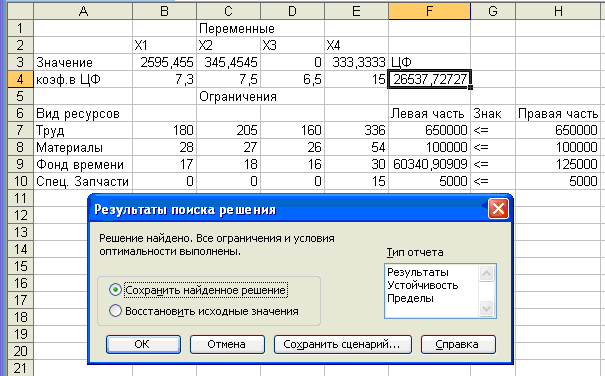 A B C D E F G H
1 Переменные
2 X1 X2 X3 X4
3 Значение 2595,455 345,4545 0 333,3333 ЦФ
4 коэф.в ЦФ 7,3 7,5 6,5 15 26537,72727
5 Ограничения
6 Вид ресурсов Левая часть Знак Правая часть
7 Труд 180 205 160 336 650000 <= 650000
8 Материалы 28 27 26 54 100000 <= 100000
9 Фонд времени 17 18 16 30 60340,90909 <= 125000
10 Спец. Запчасти 0 0 0 15 5000 <= 5000
11
12 Результаты поиска решения
13
14 Решение найдено. Все ограничения и условия
оптимальности выполнены.
Тип отчета
15 Результаты
16 Сохранить найденное решение Устойчивость
Пределы
17 Восстановить исходные значения
18
19 ОК Отмена Сохранить сценарий... Справка
20
21